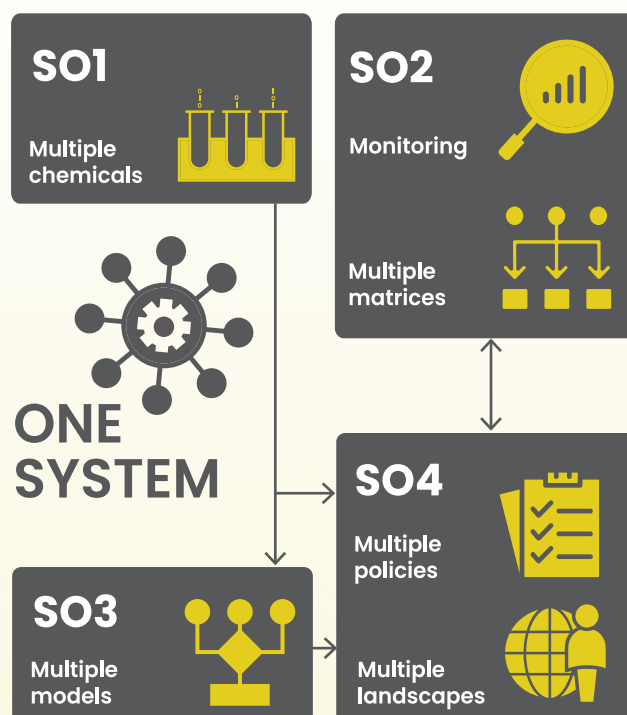 SO1
Multiple
chemicals
SO2
Monitoring
Multiple
matrices
ONE
SYSTEM
SO3
Multiple
models
SO4
Multiple
policies
Multiple
landscapes